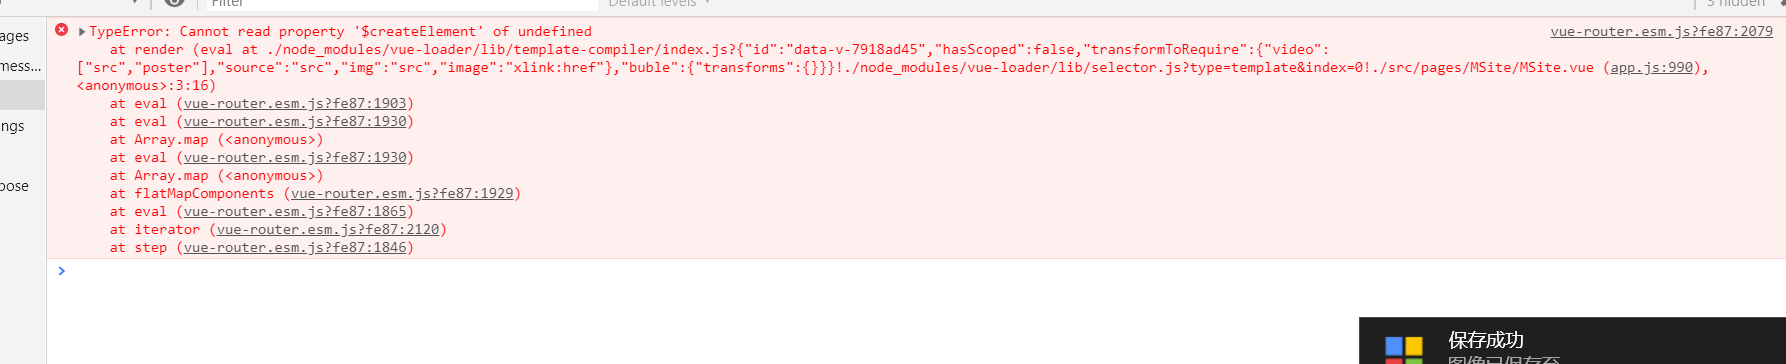 Filter
Default levels
3 hidden
ages
mess...
ngs
pose
TypeError: Cannot read property '$createElement' of undefined
vue-router.esm.js?fe87:2079
at render (eval at ./node_modules/vue-loader/lib/template-compiler/index.js?{"id":"data-v-7918ad45","hasScoped":false,"transformToRequire":{"video":
["src","poster"],"source":"src","img":"src","image":"xlink:href"},"buble":{"transforms":{}}}!./node_modules/vue-loader/lib/selector.js?type=template&index=0!./src/pages/MSite/MSite.vue (app.js:990),
<anonymous>:3:16)
at eval (vue-router.esm.js?fe87:1903)
at eval (vue-router.esm.js?fe87:1930)
at Array.map (<anonymous>)
at eval (vue-router.esm.js?fe87:1930)
at Array.map (<anonymous>)
at flatMapComponents (vue-router.esm.js?fe87:1929)
at eval (vue-router.esm.js?fe87:1865)
at iterator (vue-router.esm.js?fe87:2120)
at step (vue-router.esm.js?fe87:1846)
保存成功
图像已保存至